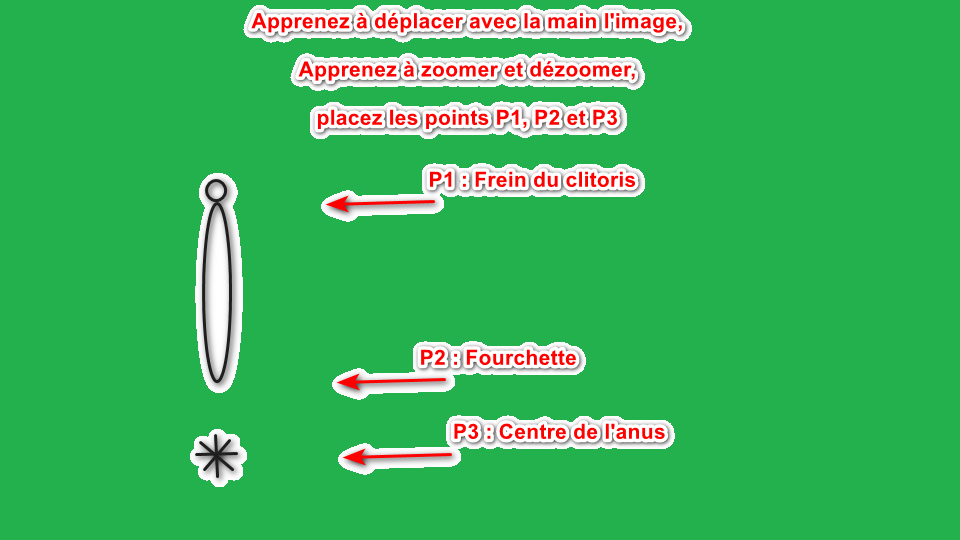 Apprenez à déplacer avec la main l'image,
Apprenez à zoomer et dézoomer,
placez les points P1, P2 et P3
P1 : Frein du clitoris
P2 : Fourchette
P3 : Centre de l'anus